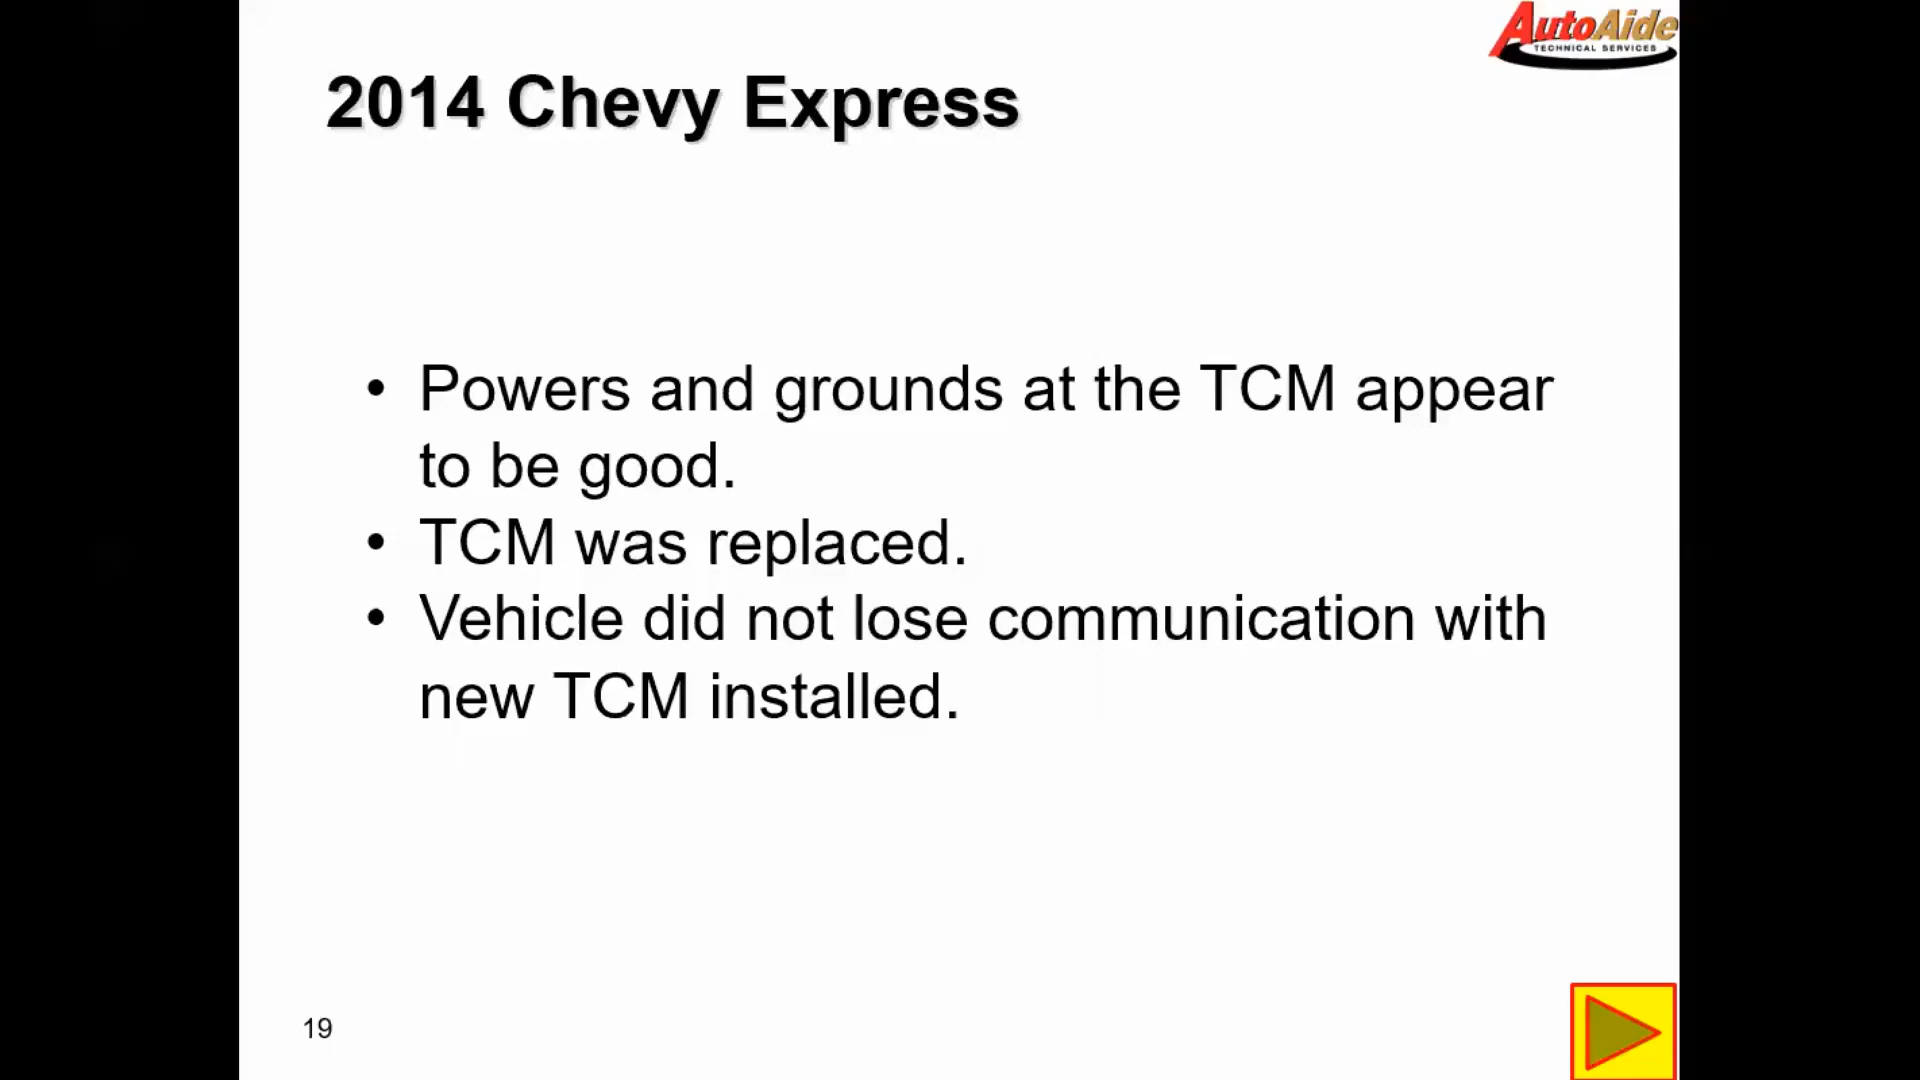 AutoAide
TECHNICAL SERVICES
2014 Chevy Express
• Powers and grounds at the TCM appear
to be good.
• TCM was replaced.
• Vehicle did not lose communication with
new TCM installed.
19